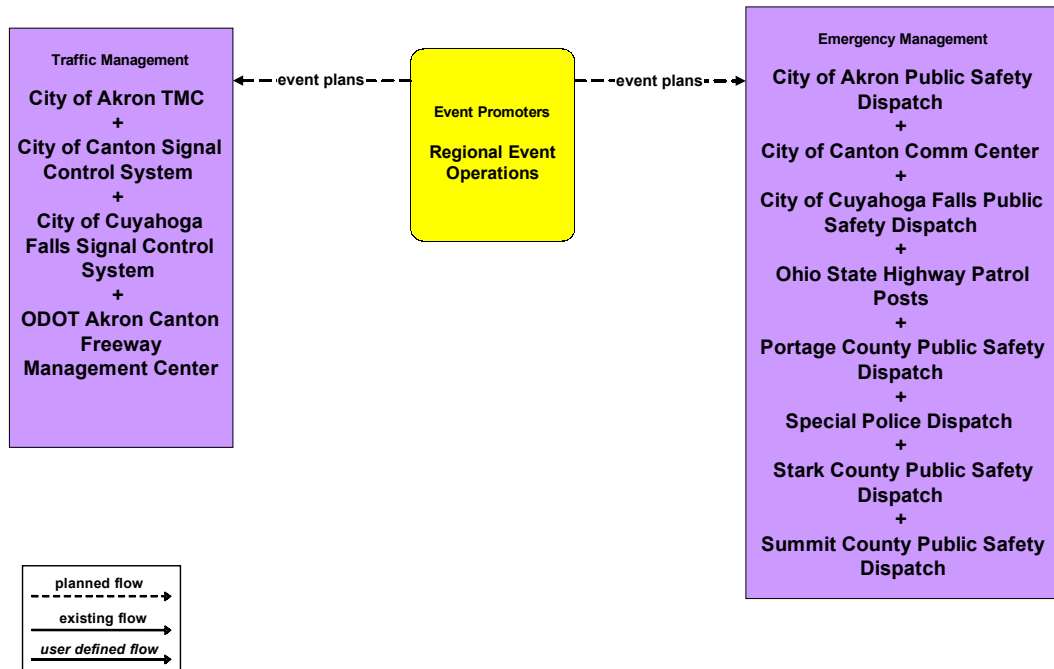 Traffic Management
City of Akron TMC
+
City of Canton Signal
Control System
+
City of Cuyahoga
Falls Signal Control
System
+
ODOT Akron Canton
Freeway
Management Center
event plans
Event Promoters
Regional Event
Operations
event plans
Emergency Management
City of Akron Public Safety
Dispatch
+
City of Canton Comm Center
+
City of Cuyahoga Falls Public
Safety Dispatch
+
Ohio State Highway Patrol
Posts
+
Portage County Public Safety
Dispatch
+
Special Police Dispatch
+
Stark County Public Safety
Dispatch
+
Summit County Public Safety
Dispatch
planned flow
existing flow
user defined flow